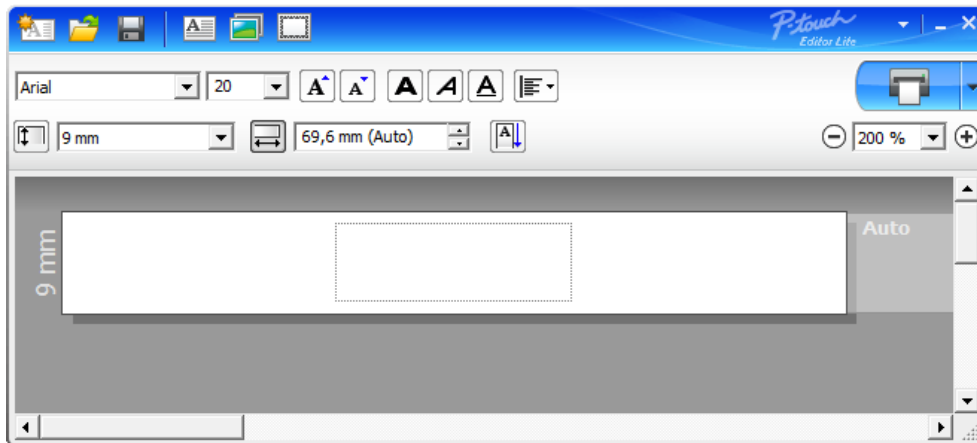 P-touch
Editor Lite
Arial
20
A
A
A
A
A
9 mm
69,6 mm (Auto)
A
200 %
9 mm
Auto